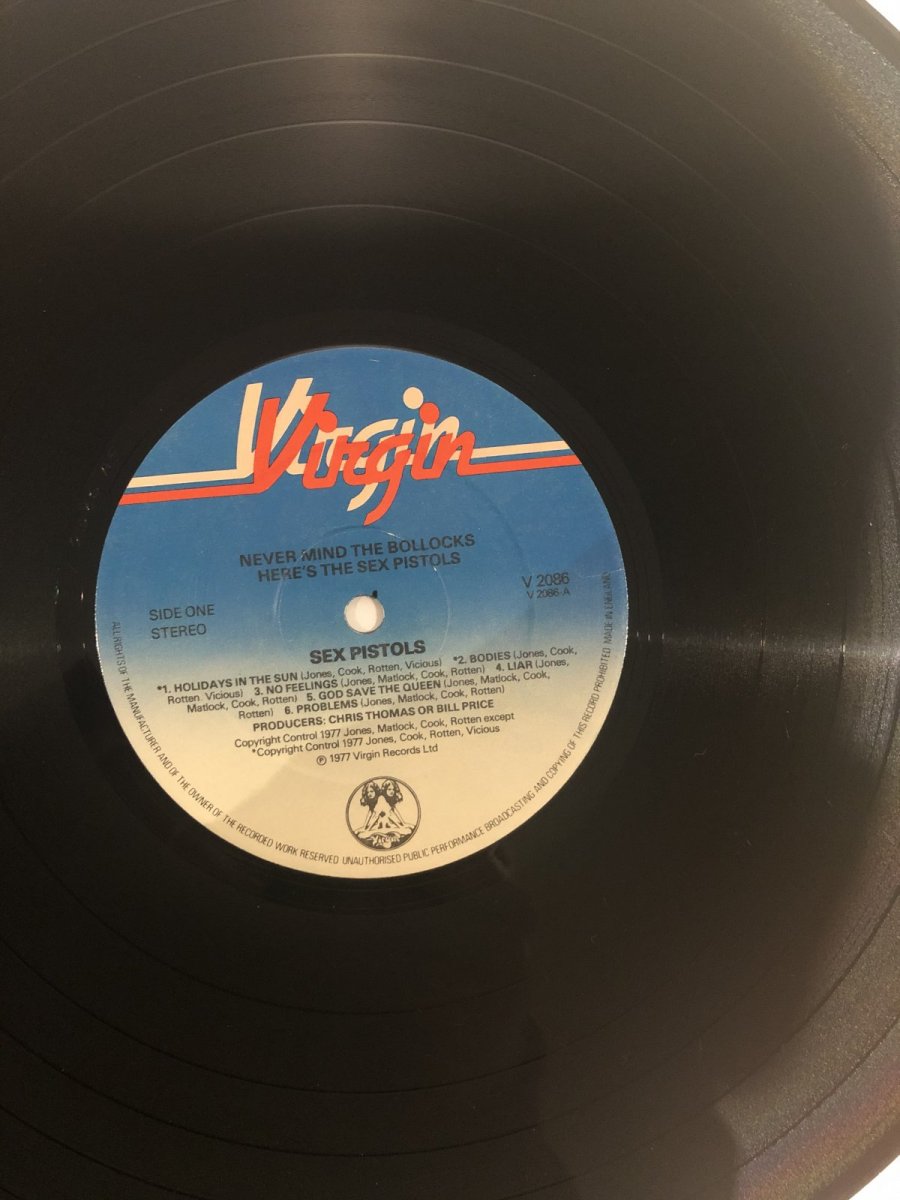 Virgin
NEVER MIND THE BOLLOCKS
HERE'S THE SEX PISTOLS
SIDE ONE
STEREO
V 2086
V 2086-A
SEX PISTOLS
*1. HOLIDAYS IN THE SUN (Jones, Cook, Rotten, Vicious) *2. BODIES (Jones, Cook,
Rotten. Vicious) 3. NO FEELINGS (Jones, Matlock, Cook, Rotten) 4. LIAR (Jones,
Matlock, Cook, Rotten) 5. GOD SAVE THE QUEEN (Jones, Matlock, Cook,
Rotten) 6. PROBLEMS (Jones, Matlock, Cook, Rotten)
PRODUCERS: CHRIS THOMAS OR BILL PRICE
Copyright Control 1977 Jones, Matlock, Cook, Rotten except
*Copyright Control 1977 Jones, Cook, Rotten, Vicious
℗ 1977 Virgin Records Ltd
Virgin
ALL RIGHTS OF THE MANUFACTURER AND OF THE OWNER OF THE RECORDED WORK RESERVED UNAUTHORISED PUBLIC PERFORMANCE BROADCASTING AND COPYING OF THIS RECORD PROHIBITED MADE IN ENGLAND